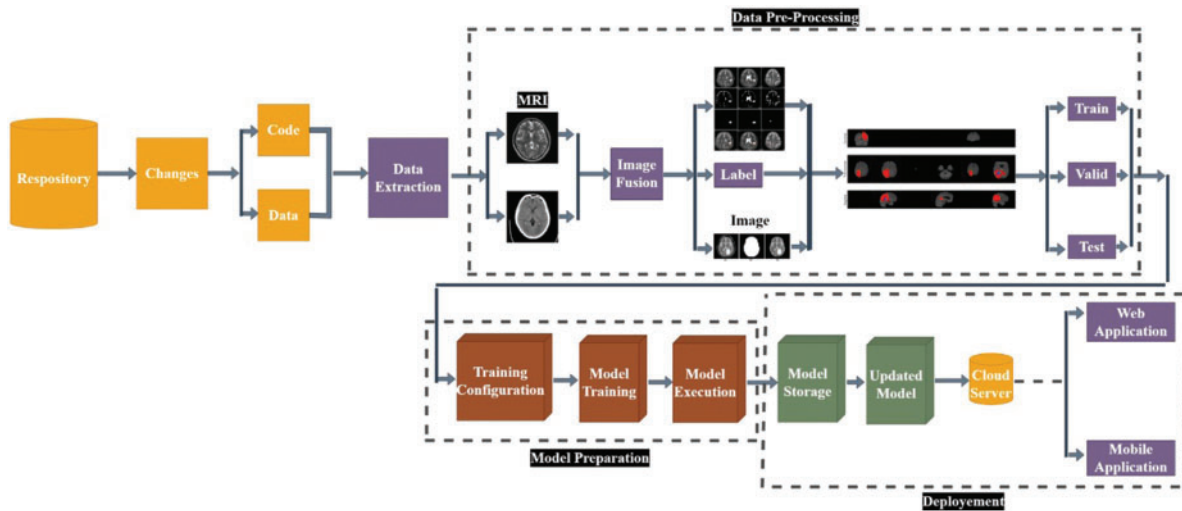 Data Pre-Processing
Respository
Changes
Code
Data
Data
Extraction
MRI
Image
Fusion
Label
Image
Train
Valid
Test
Training
Configuration
Model
Training
Model
Execution
Model Preparation
Model
Storage
Updated
Model
Cloud
Server
Web
Application
Mobile
Application
Deployement